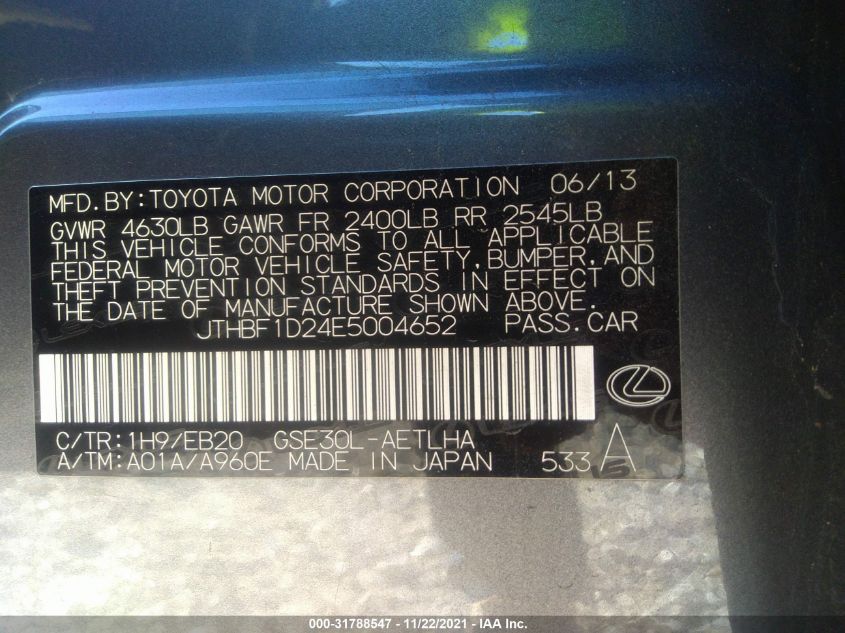 MFD.BY:TOYOTA MOTOR CORPORATION 06/13
GVWR 4630LB GAWR FR 2400LB RR 2545LB
THIS VEHICLE CONFORMS TO ALL APPLICABLE
FEDERAL MOTOR VEHICLE SAFETY,BUMPER,AND
THEFT PREVENTION STANDARDS IN EFFECT ON
THE DATE OF MANUFACTURE SHOWN ABOVE.
JTHBF1D24E5004652 PASS.CAR
C/TR:1H9/EB20 GSE30L-AETLHA
A/TM:A01A/A960E MADE IN JAPAN 533 A
000-31788547 - 11/22/2021 - IAA Inc.